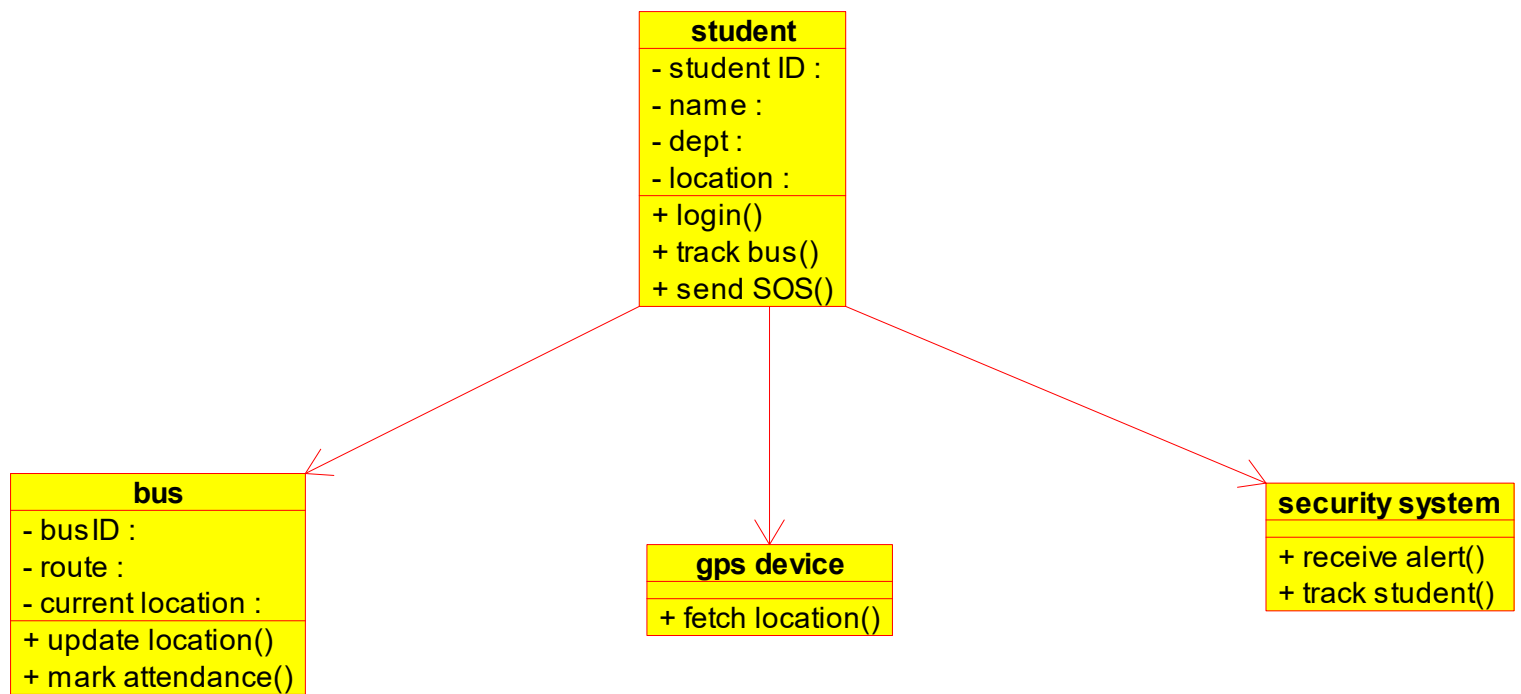 student
- student ID :
- name :
- dept :
- location :
+ login()
+ track bus()
+ send SOS()
bus
- busID :
- route :
- current location :
+ update location()
+ mark attendance()
gps device
+ fetch location()
security system
+ receive alert()
+ track student()